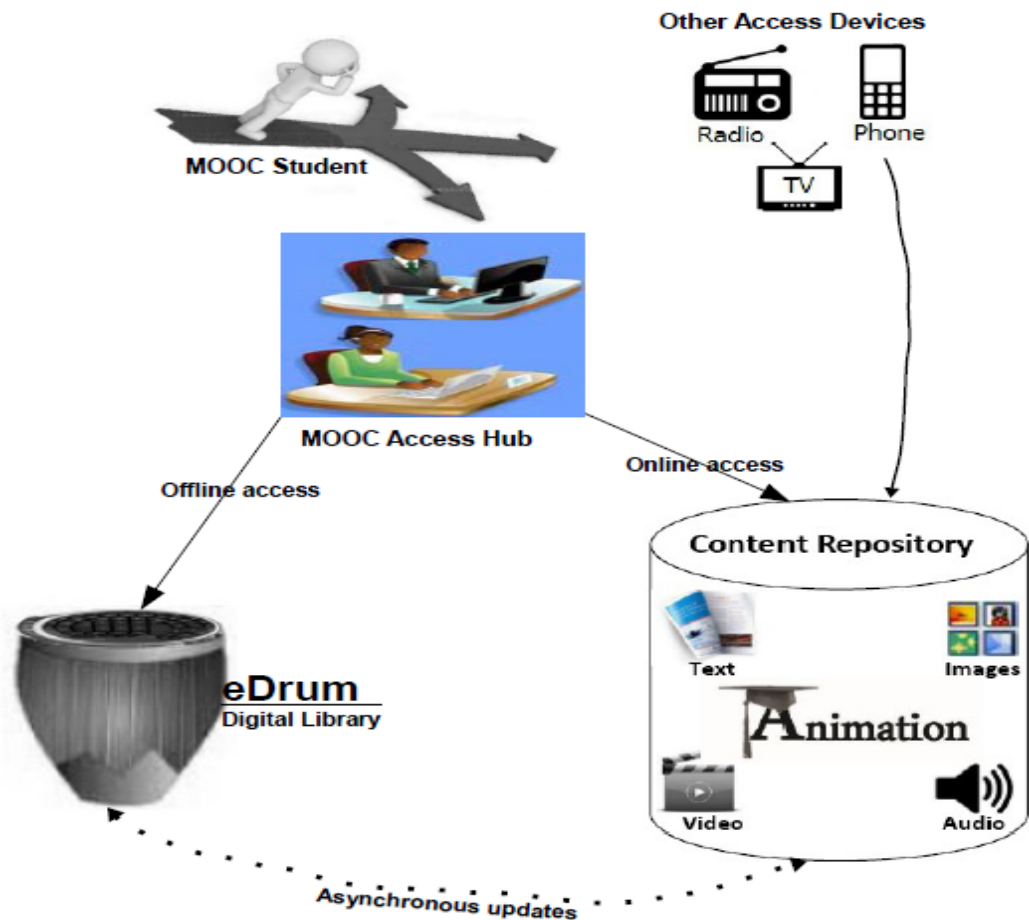 Other Access Devices
Radio
Phone
TV
MOOC Student
MOOC Access Hub
Offline access
Online access
Content Repository
Text
Images
Animation
Video
Audio
eDrum
Digital Library
Asynchronous updates